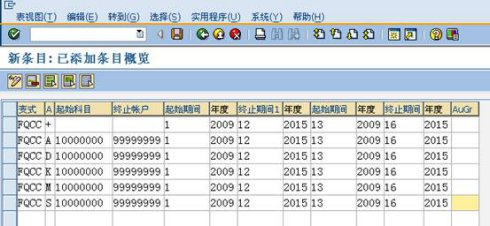 表视图(T) 编辑(E) 转到(G) 选择(S) 实用程序(U) 系统(Y) 帮助(H)
新条目：已添加条目概览
变式 A 起始科目 终止帐户 起始期间 年度 终止期间1 年度 起始期间 年度 终止期间 年度 AuGr
FQCC + 1 2009 12 2015 13 2009 16 2015
FQCC A 10000000 99999999 1 2009 12 2015 13 2009 16 2015
FQCC D 10000000 99999999 1 2009 12 2015 13 2009 16 2015
FQCC K 10000000 99999999 1 2009 12 2015 13 2009 16 2015
FQCC M 10000000 99999999 1 2009 12 2015 13 2009 16 2015
FQCC S 10000000 99999999 1 2009 12 2015 13 2009 16 2015